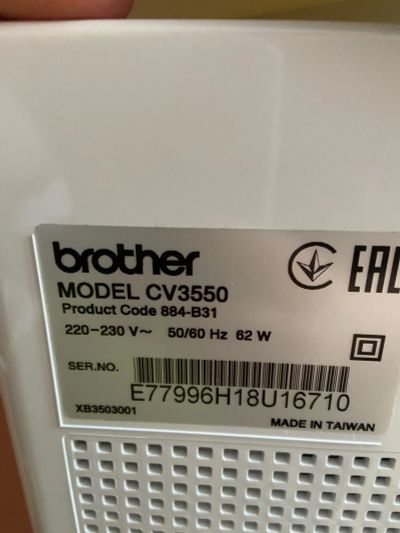 brother
MODEL CV3550
Product Code 884-B31
220-230 V~ 50/60 Hz 62 W
SER.NO.
E77996H18U16710
XB3503001
MADE IN TAIWAN
EAC